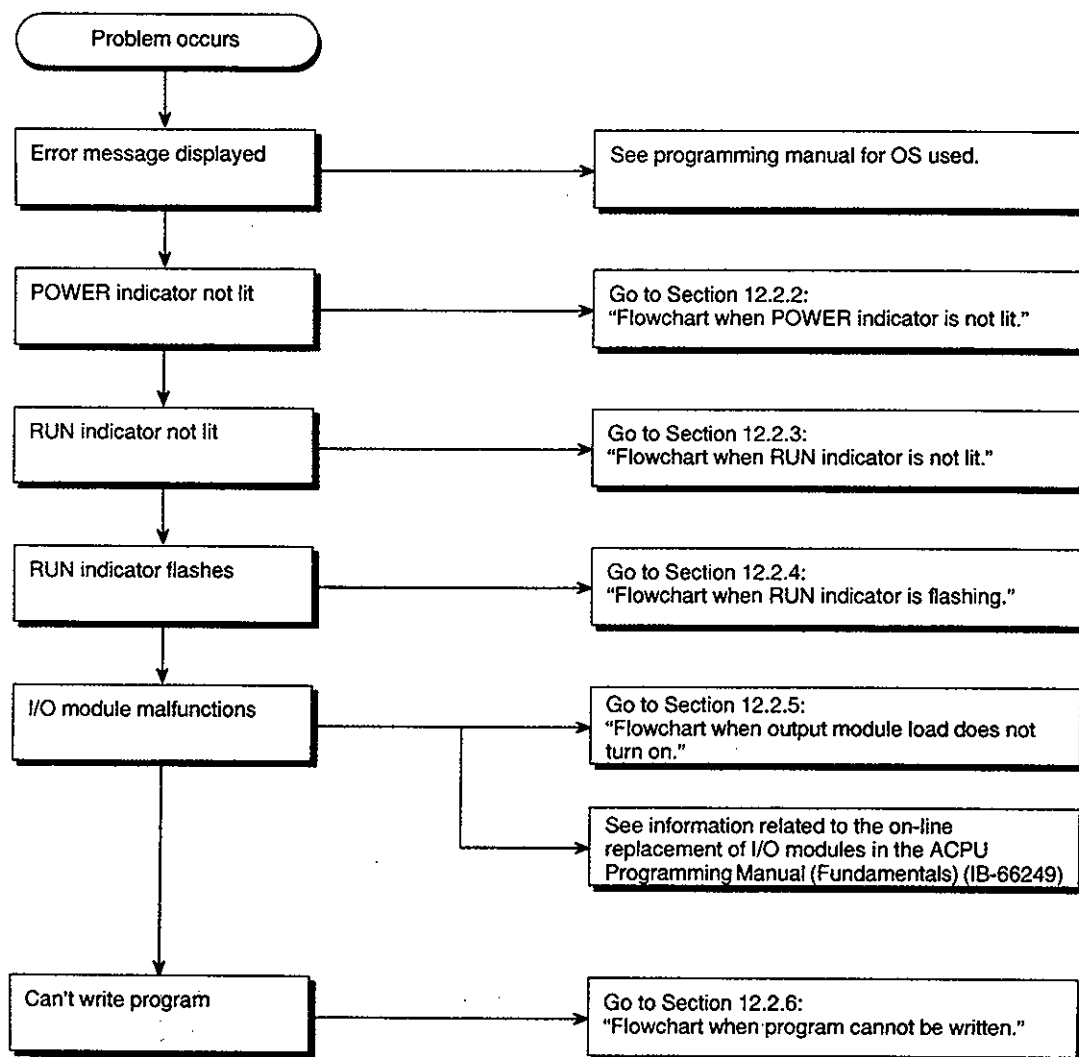 Problem occurs
Error message displayed
See programming manual for OS used.
POWER indicator not lit
Go to Section 12.2.2:
“Flowchart when POWER indicator is not lit.”
RUN indicator not lit
Go to Section 12.2.3:
“Flowchart when RUN indicator is not lit.”
RUN indicator flashes
Go to Section 12.2.4:
“Flowchart when RUN indicator is flashing.”
I/O module malfunctions
Go to Section 12.2.5:
“Flowchart when output module load does not
turn on.”
See information related to the on-line
replacement of I/O modules in the ACPU
Programming Manual (Fundamentals) (IB-66249)
Can't write program
Go to Section 12.2.6:
“Flowchart when program cannot be written.”